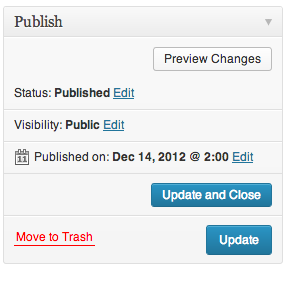 Publish
Preview Changes
Status: Published Edit
Visibility: Public Edit
11 Published on: Dec 14, 2012 @ 2:00 Edit
Update and Close
Move to Trash Update